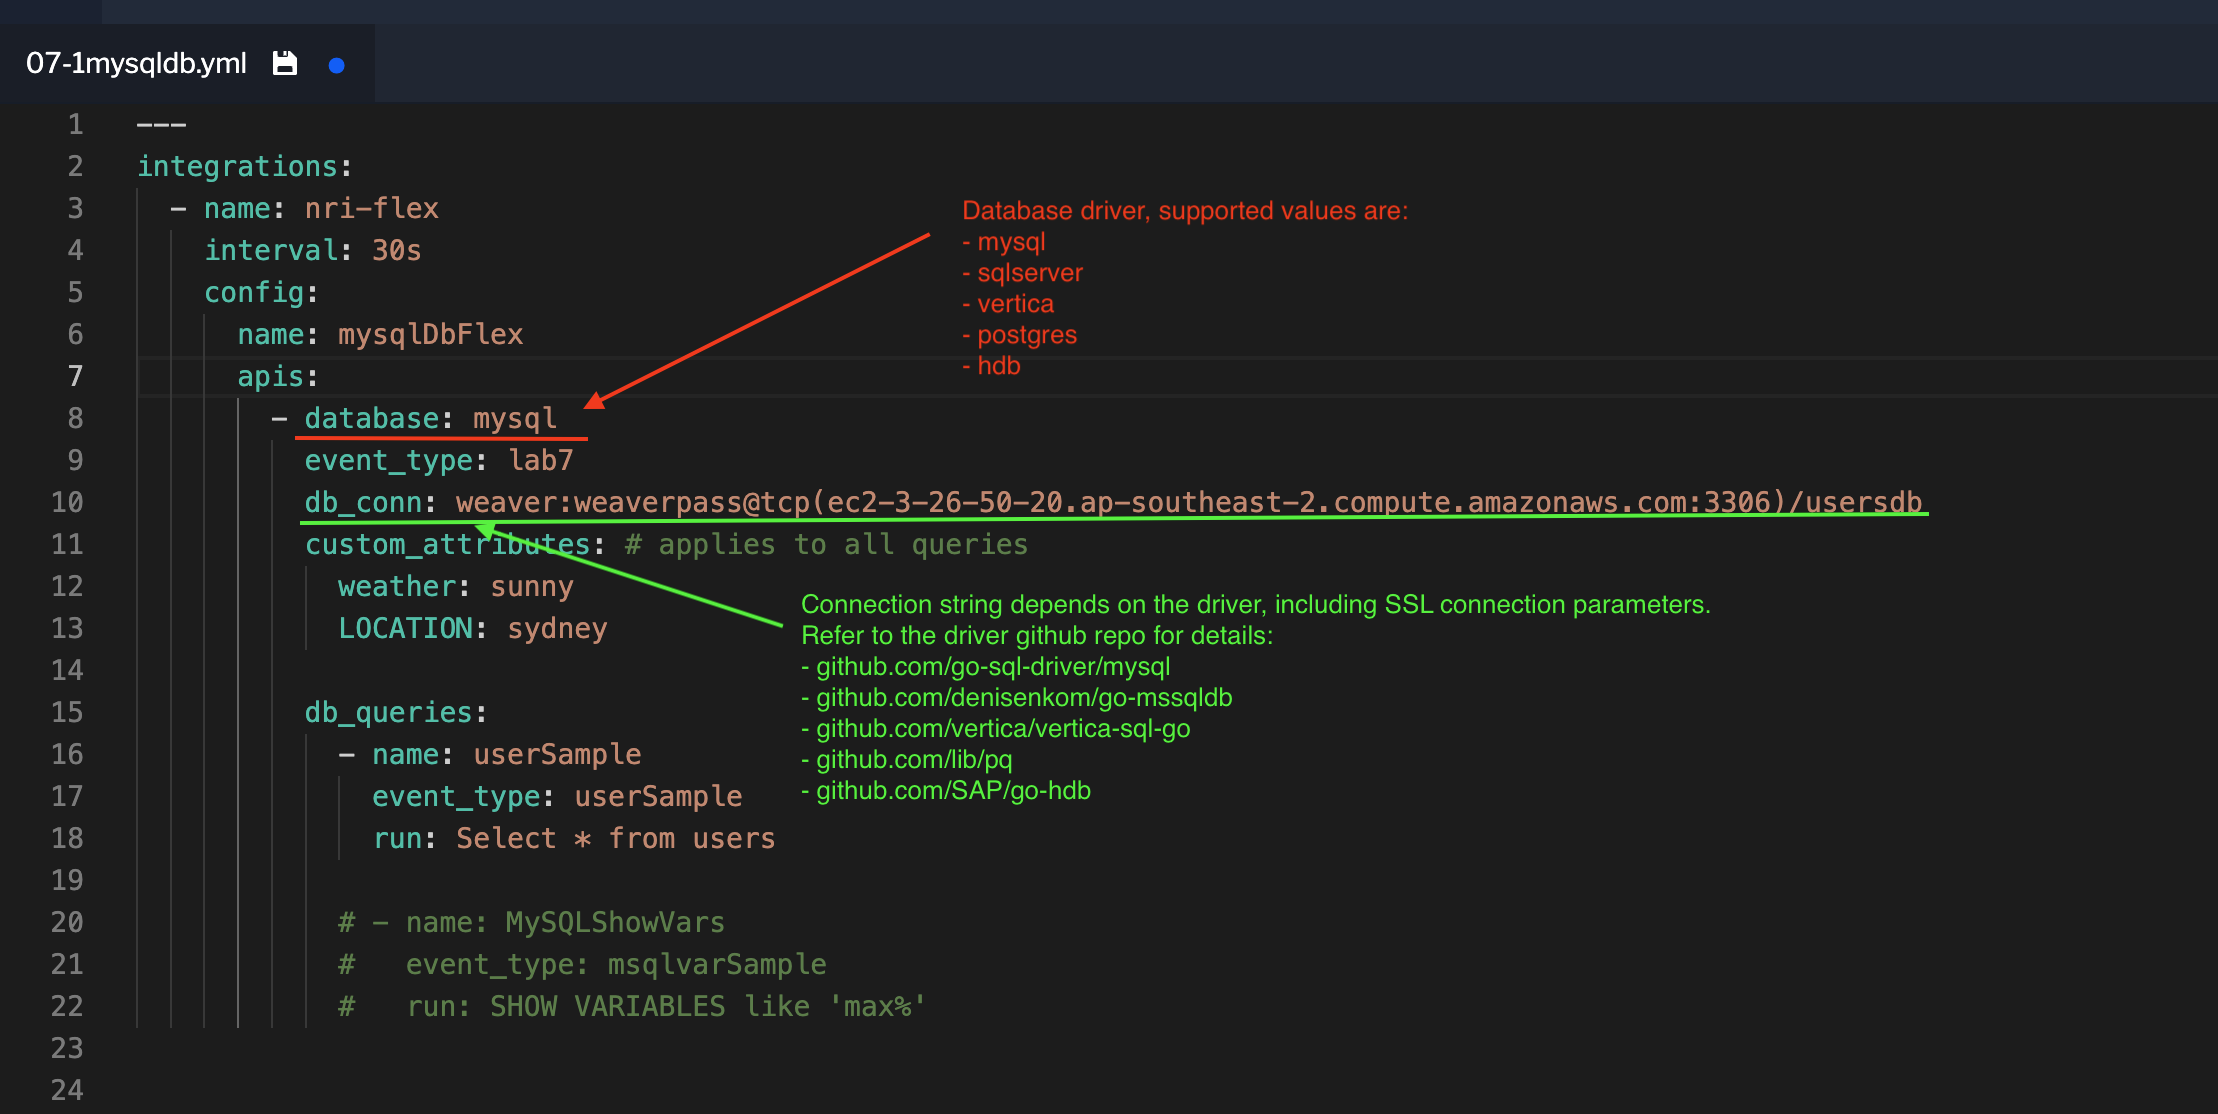 07-1mysqldb.yml
1 ---
2 integrations:
3 - name: nri-flex
4 interval: 30s
5 config:
6 name: mysqlDbFlex
7 apis:
8 - database: mysql
9 event_type: lab7
10 db_conn: weaver:weaverpass@tcp(ec2-3-26-50-20.ap-southeast-2.compute.amazonaws.com:3306)/usersdb
11 custom_attributes: # applies to all queries
12 weather: sunny
13 LOCATION: sydney
14
15 db_queries:
16 - name: userSample
17 event_type: userSample
18 run: Select * from users
19
20 # - name: MySQLShowVars
21 # event_type: msqlvarSample
22 # run: SHOW VARIABLES like 'max%'
23
24
Database driver, supported values are:
- mysql
- sqlserver
- vertica
- postgres
- hdb
Connection string depends on the driver, including SSL connection parameters.
Refer to the driver github repo for details:
- github.com/go-sql-driver/mysql
- github.com/denisenkom/go-mssqldb
- github.com/vertica/vertica-sql-go
- github.com/lib/pq
- github.com/SAP/go-hdb